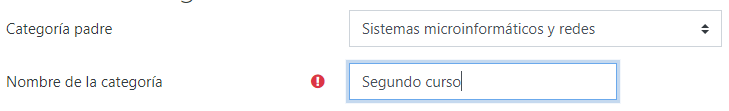 Categoría padre
Sistemas microinformáticos y redes
Nombre de la categoría
Segundo curso